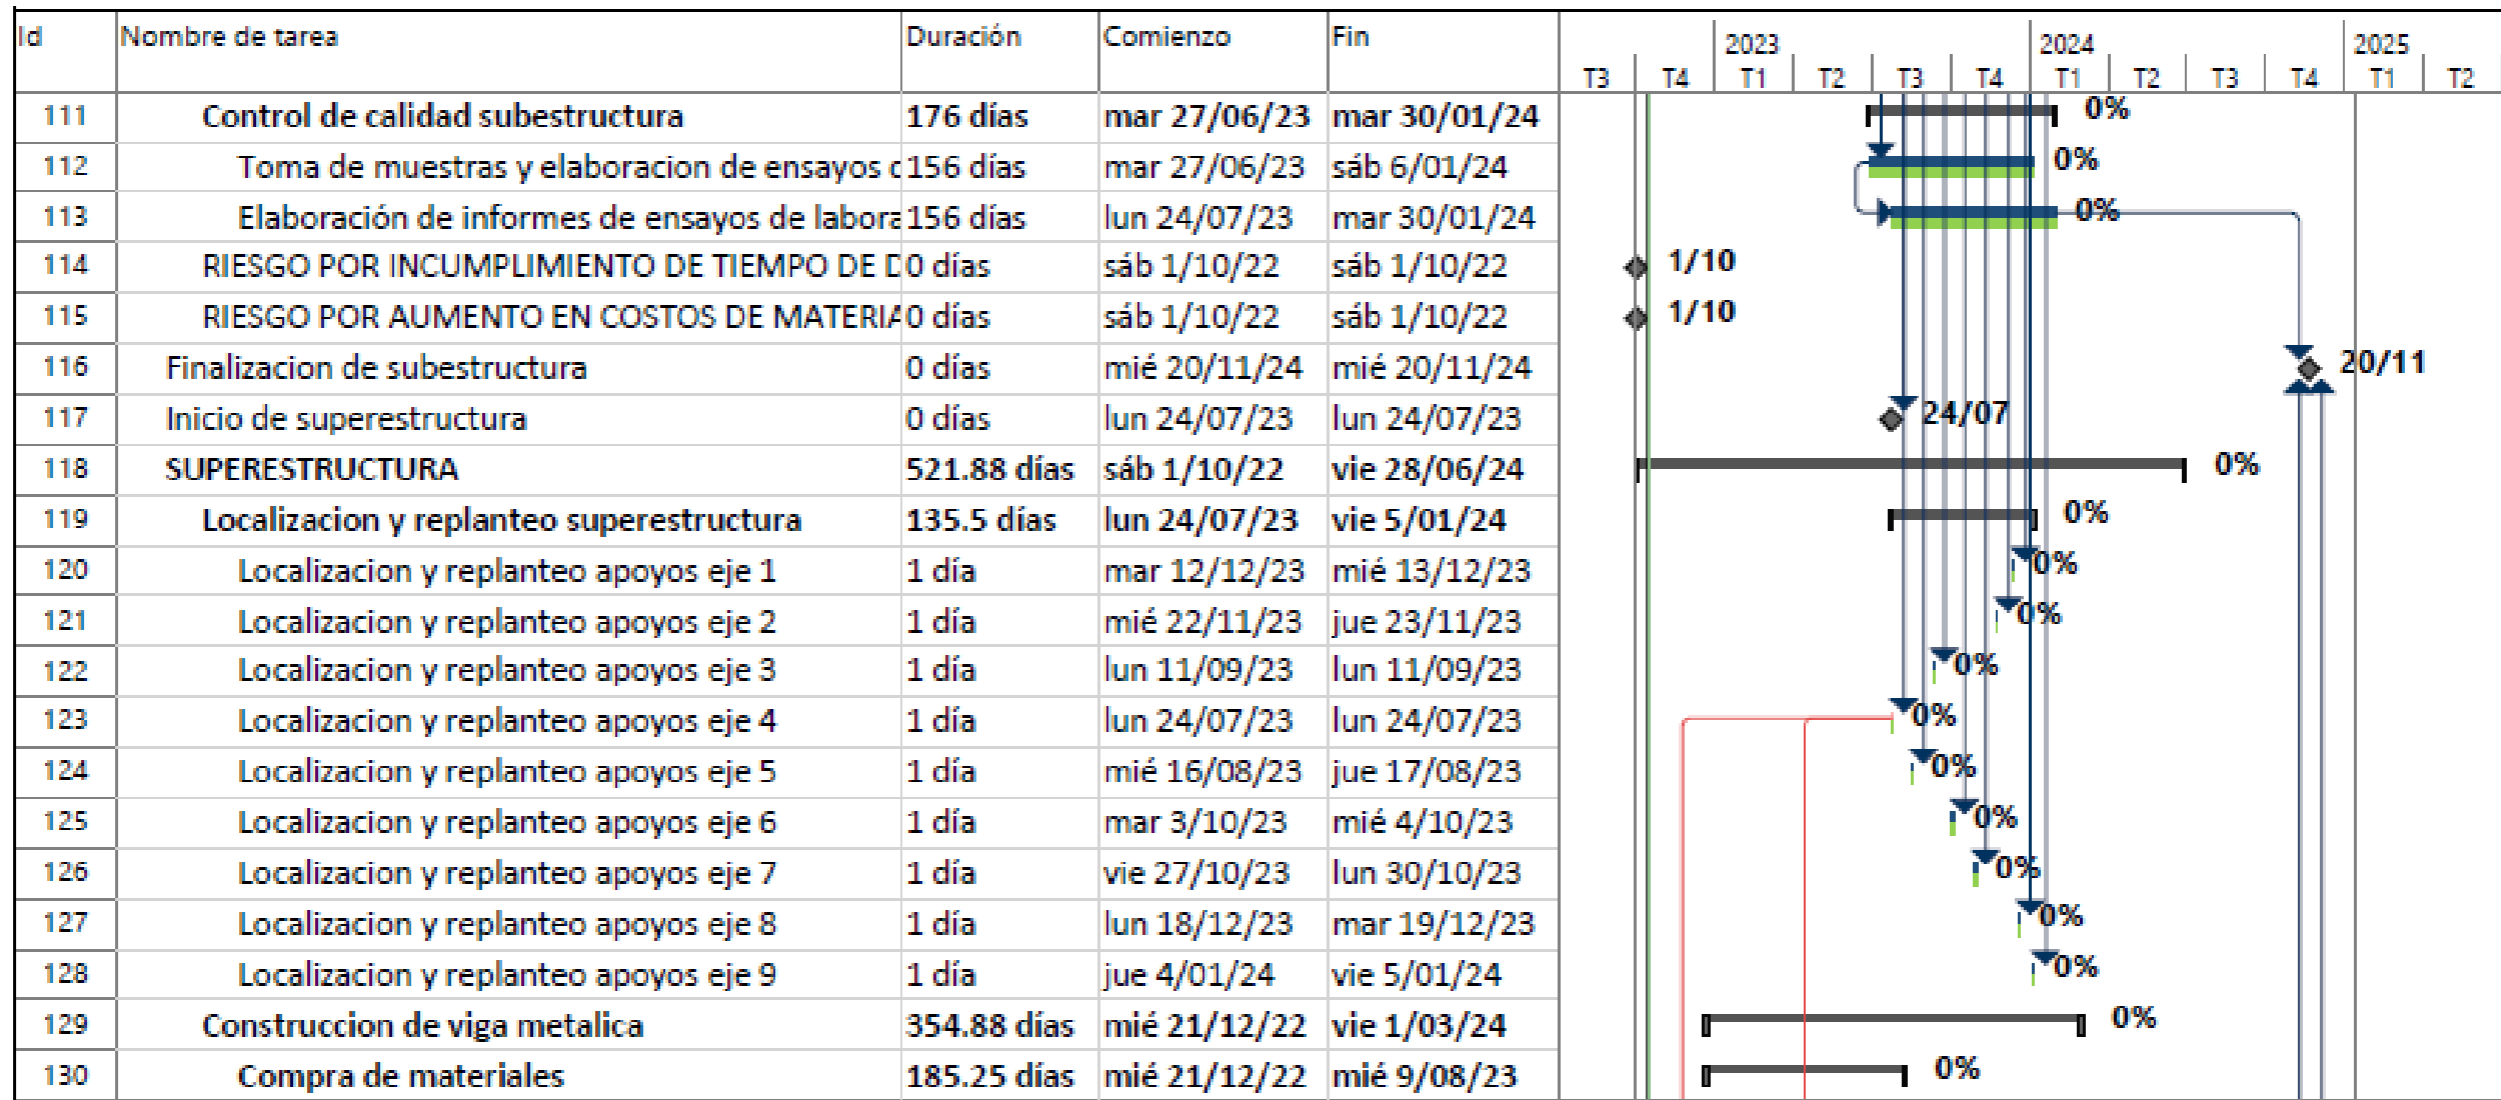 Id Nombre de tarea Duración Comienzo Fin 2023 2024 2025
T3 T4 T1 T2 T3 T4 T1 T2 T3 T4 T1 T2
111 Control de calidad subestructura 176 días mar 27/06/23 mar 30/01/24 0%
112 Toma de muestras y elaboracion de ensayos 156 días mar 27/06/23 sáb 6/01/24 0%
113 Elaboración de informes de ensayos de labora 156 días lun 24/07/23 mar 30/01/24 0%
114 RIESGO POR INCUMPLIMIENTO DE TIEMPO DE 0 días sáb 1/10/22 sáb 1/10/22 1/10
115 RIESGO POR AUMENTO EN COSTOS DE MATERIA 0 días sáb 1/10/22 sáb 1/10/22 1/10
116 Finalizacion de subestructura 0 días mié 20/11/24 mié 20/11/24 20/11
117 Inicio de superestructura 0 días lun 24/07/23 lun 24/07/23 24/07
118 SUPERESTRUCTURA 521.88 días sáb 1/10/22 vie 28/06/24 0%
119 Localizacion y replanteo superestructura 135.5 días lun 24/07/23 vie 5/01/24 0%
120 Localizacion y replanteo apoyos eje 1 1 día mar 12/12/23 mié 13/12/23 0%
121 Localizacion y replanteo apoyos eje 2 1 día mié 22/11/23 jue 23/11/23 0%
122 Localizacion y replanteo apoyos eje 3 1 día lun 11/09/23 lun 11/09/23 0%
123 Localizacion y replanteo apoyos eje 4 1 día lun 24/07/23 lun 24/07/23 0%
124 Localizacion y replanteo apoyos eje 5 1 día mié 16/08/23 jue 17/08/23 0%
125 Localizacion y replanteo apoyos eje 6 1 día mar 3/10/23 mié 4/10/23 0%
126 Localizacion y replanteo apoyos eje 7 1 día vie 27/10/23 lun 30/10/23 0%
127 Localizacion y replanteo apoyos eje 8 1 día lun 18/12/23 mar 19/12/23 0%
128 Localizacion y replanteo apoyos eje 9 1 día jue 4/01/24 vie 5/01/24 0%
129 Construccion de viga metalica 354.88 días mié 21/12/22 vie 1/03/24 0%
130 Compra de materiales 185.25 días mié 21/12/22 mié 9/08/23 0%